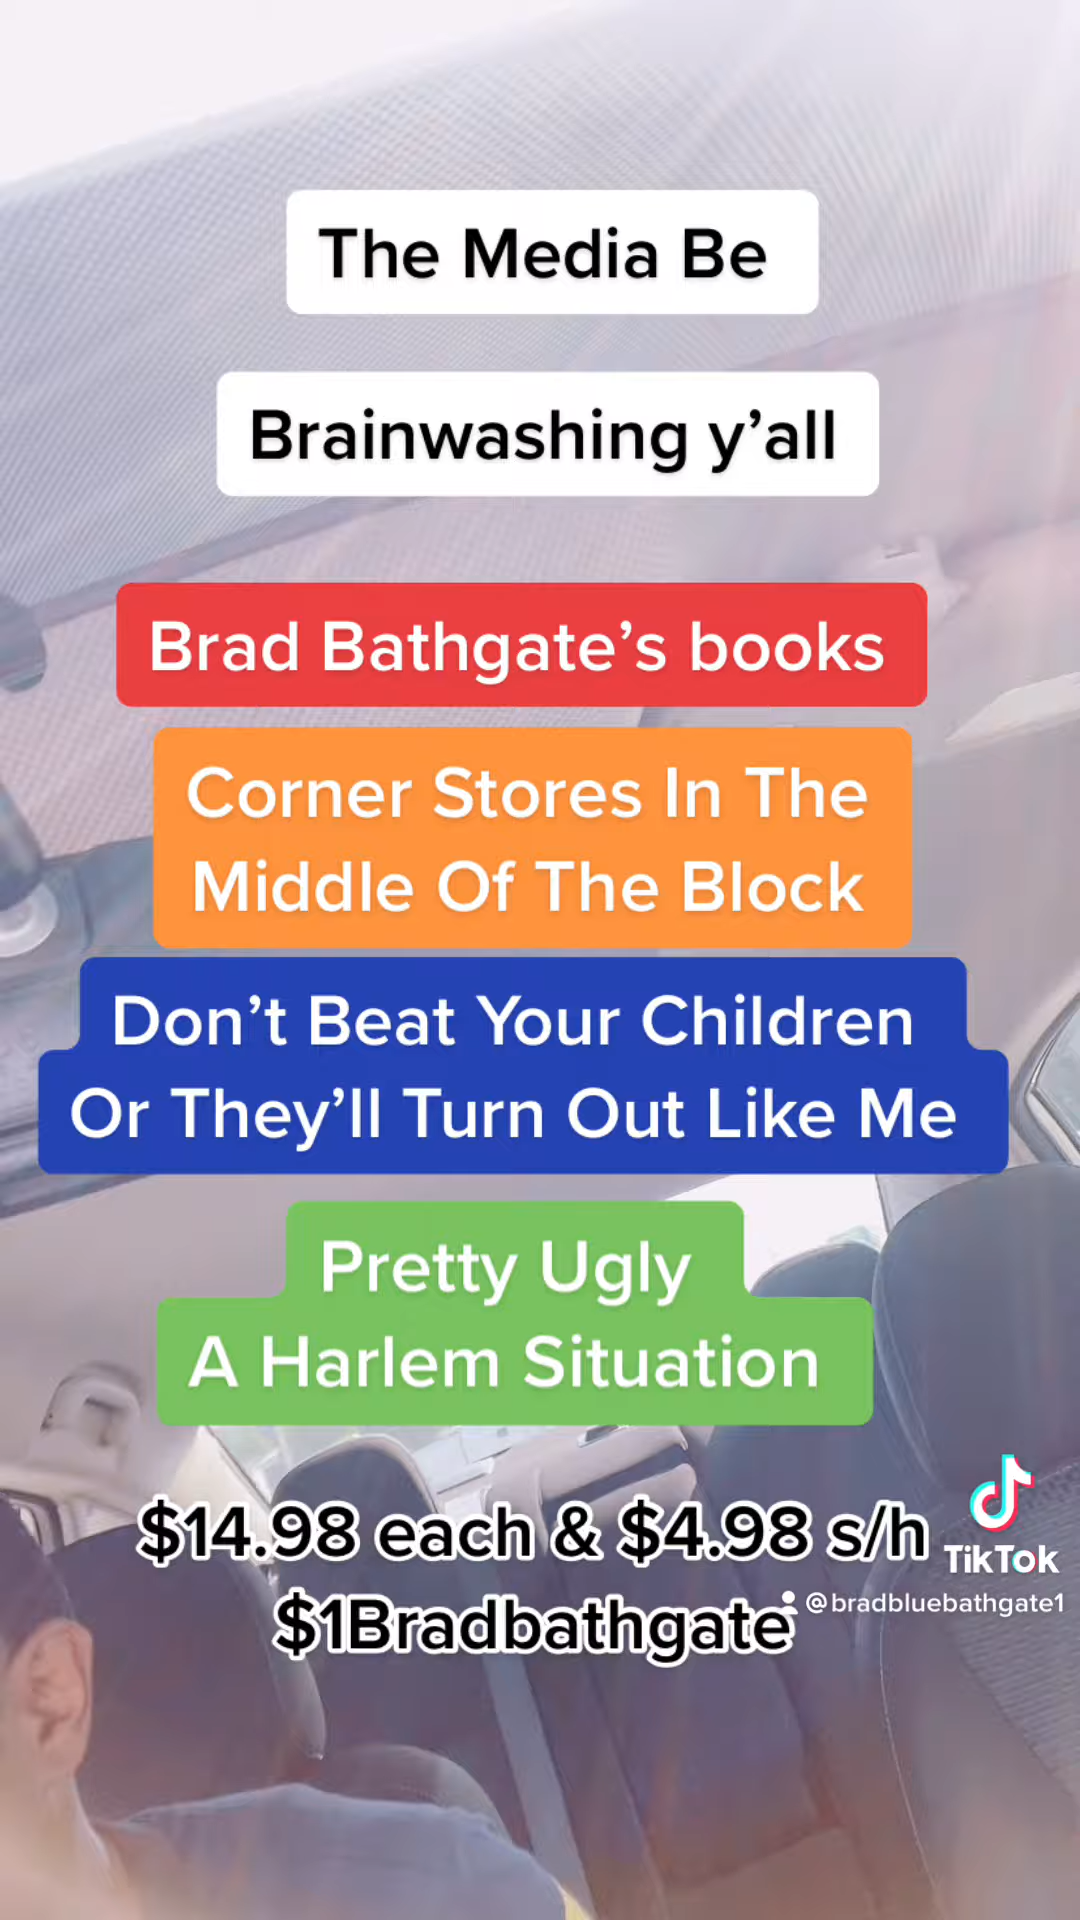 The Media Be
Brainwashing y’all
Brad Bathgate’s books
Corner Stores In The
Middle Of The Block
Don’t Beat Your Children
Or They’ll Turn Out Like Me
Pretty Ugly
A Harlem Situation
$14.98 each & $4.98 s/h
$1Bradbathgate
TikTok
@bradbluebathgate1